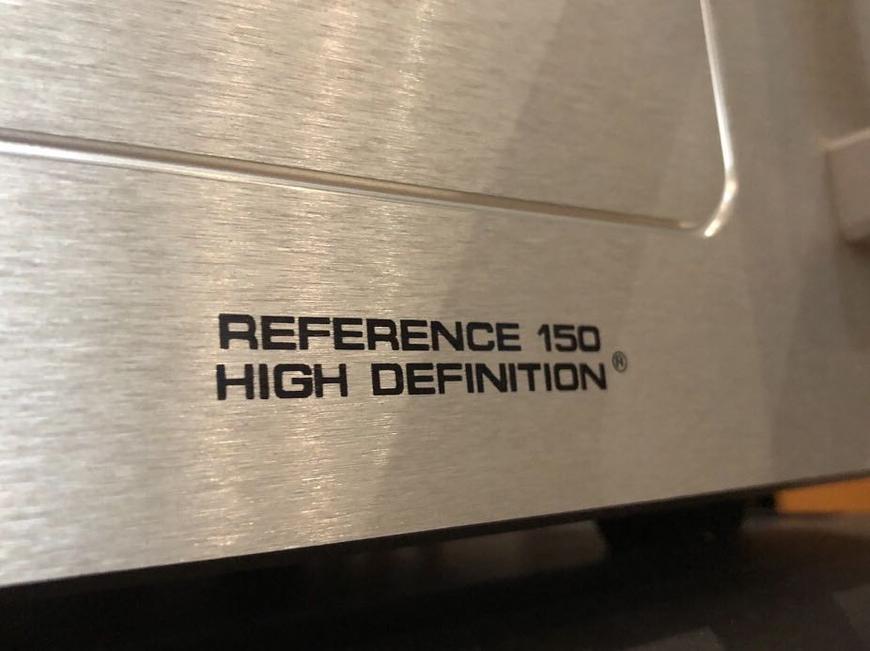 REFERENCE 150
HIGH DEFINITION®